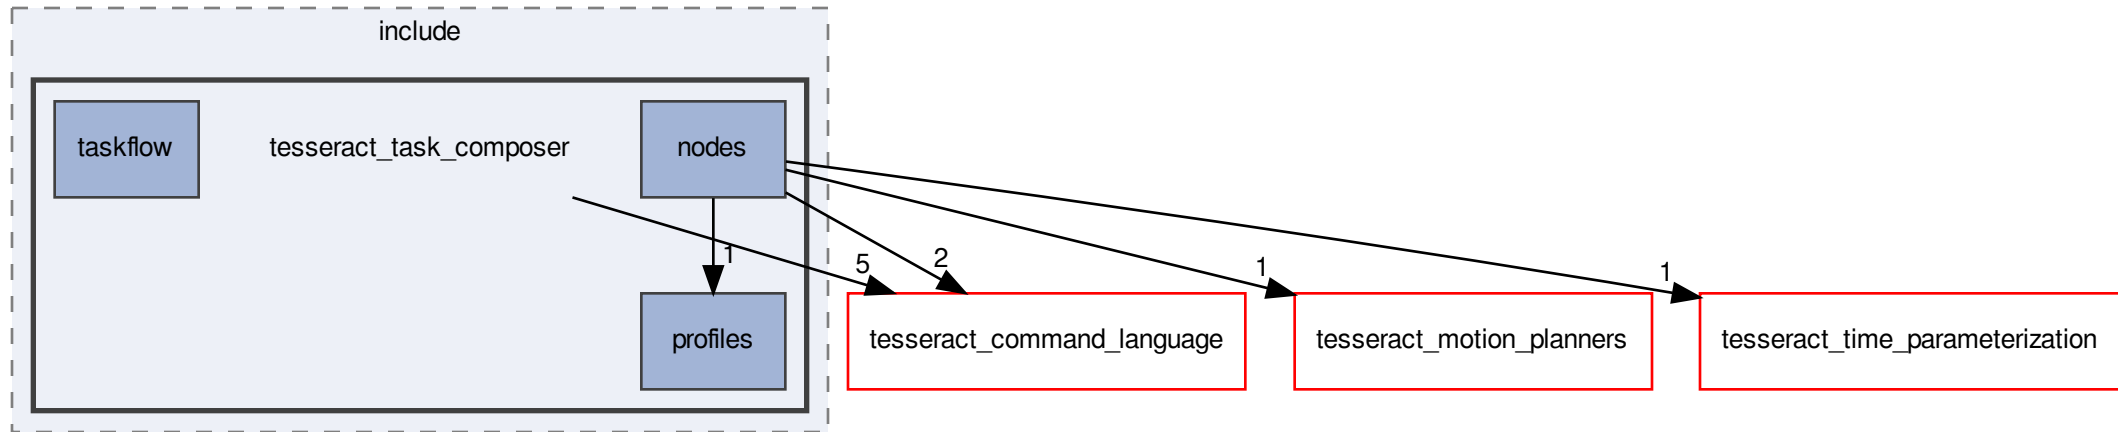 include
taskflow
tesseract_task_composer
nodes
1
5
2
1
1
profiles
tesseract_command_language
tesseract_motion_planners
tesseract_time_parameterization